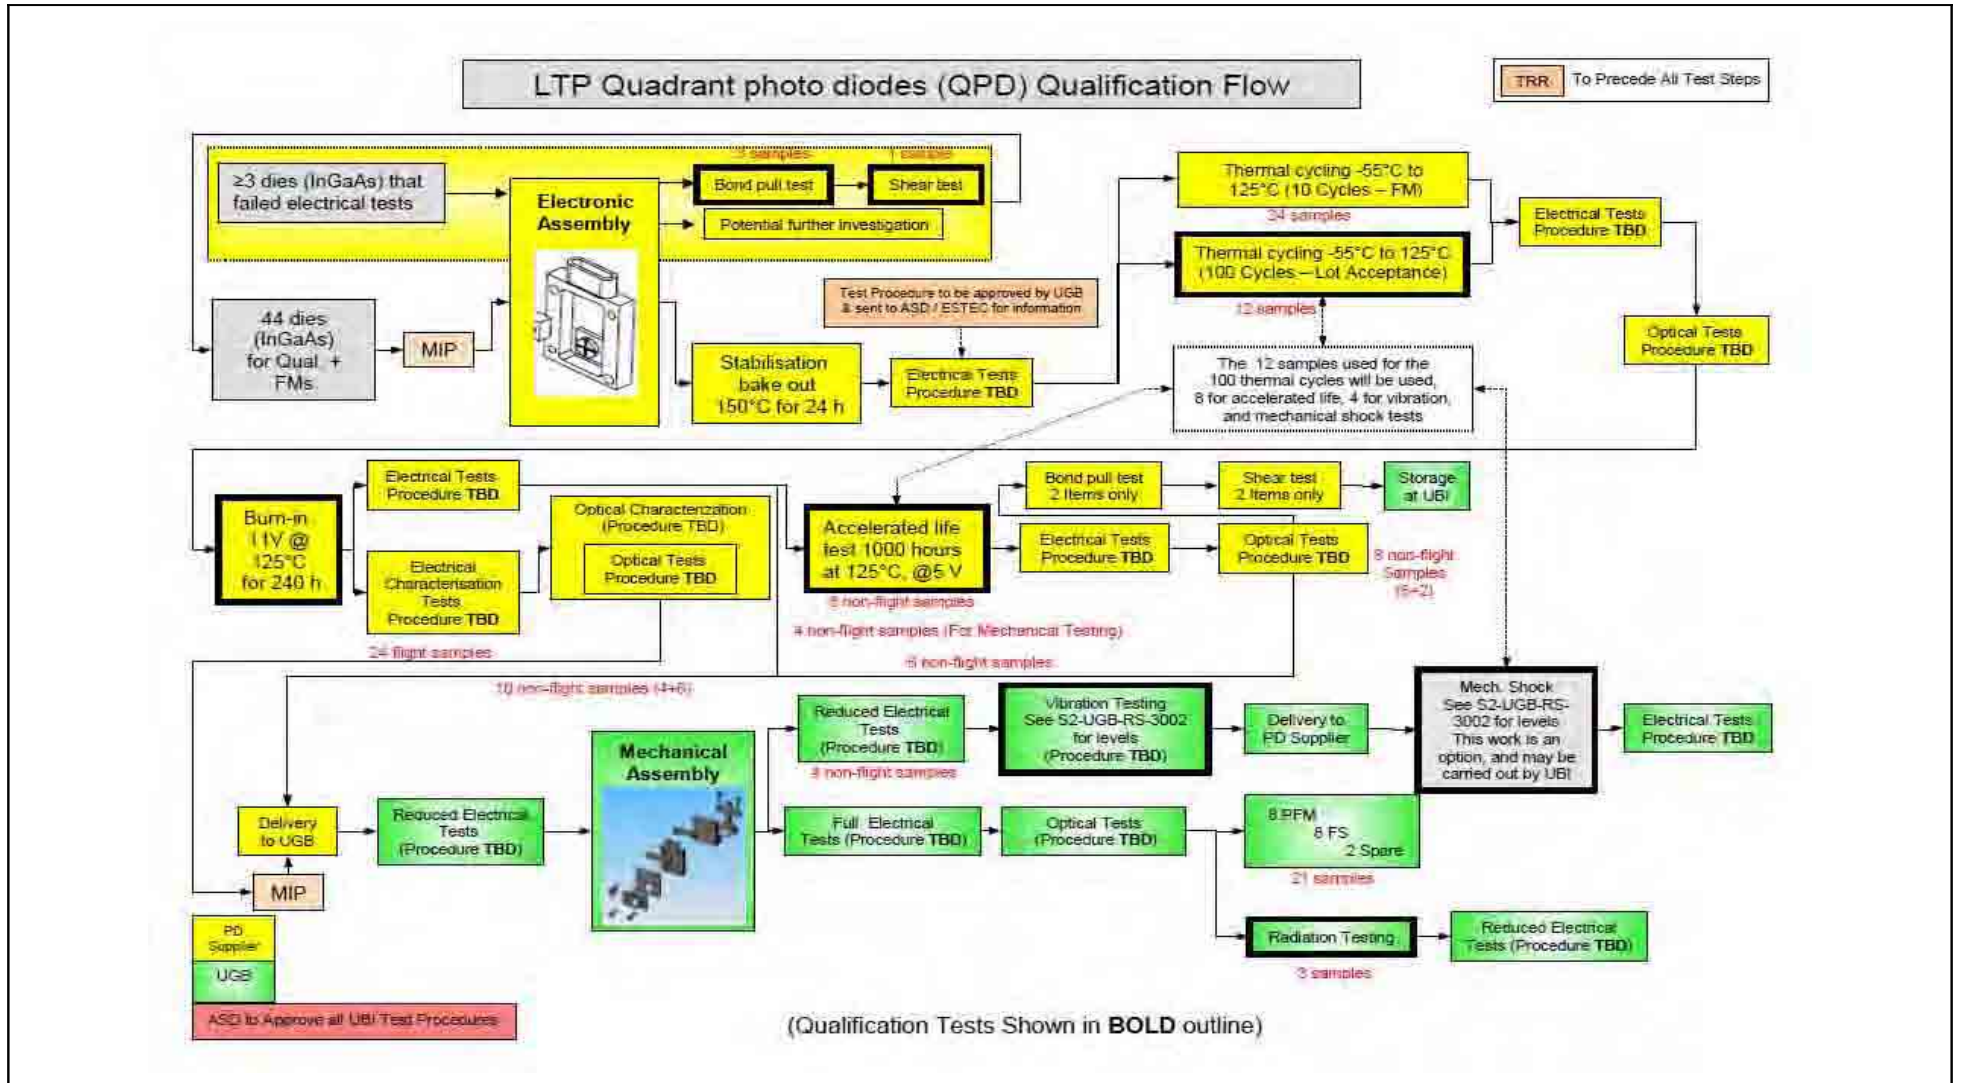 LTP Quadrant photo diodes (QPD) Qualification Flow
TRR
To Precede All Test Steps
3 samples
1 sample
≥3 dies (InGaAs) that
failed electrical tests
Electronic
Assembly
Bond pull test
Shear test
Potential further investigation
Thermal cycling -55°C to
125°C (10 Cycles – FM)
24 samples
Thermal cycling -55°C to 125°C
(100 Cycles – Lot Acceptance)
12 samples
Electrical Tests
Procedure TBD
Optical Tests
Procedure TBD
44 dies
(InGaAs)
for Qual. +
FMs
MIP
Test Procedure to be approved by UGB
& sent to ASD / ESTEC for information
Stabilisation
bake out
150°C for 24 h
Electrical Tests
Procedure TBD
The 12 samples used for the
100 thermal cycles will be used,
8 for accelerated life, 4 for vibration,
and mechanical shock tests
Burn-in
11V @
125°C
for 240 h
Electrical Tests
Procedure TBD
Electrical
Characterisation
Tests
Procedure TBD
24 flight samples
Optical Characterization
(Procedure TBD)
Optical Tests
Procedure TBD
Accelerated life
test 1000 hours
at 125°C, @5 V
8 non-flight samples
Bond pull test
2 Items only
Shear test
2 Items only
Storage
at UBI
Electrical Tests
Procedure TBD
Optical Tests
Procedure TBD
8 non-flight
Samples
(6+2)
4 non-flight samples (For Mechanical Testing)
6 non-flight samples
10 non-flight samples (4+6)
Mechanical
Assembly
Reduced Electrical
Tests
(Procedure TBD)
4 non-flight samples
Vibration Testing
See S2-UGB-RS-3002
for levels
(Procedure TBD)
Delivery to
PD Supplier
Mech. Shock
See S2-UGB-RS-
3002 for levels
This work is an
option, and may be
carried out by UBI
Electrical Tests
Procedure TBD
Delivery
to UGB
Reduced Electrical
Tests
(Procedure TBD)
Full Electrical
Tests (Procedure TBD)
Optical Tests
(Procedure TBD)
8 PFM
8 FS
2 Spare
21 samples
MIP
Radiation Testing
3 samples
Reduced Electrical
Tests (Procedure TBD)
PD
Supplier
UGB
ASD to Approve all UBI Test Procedures
(Qualification Tests Shown in BOLD outline)